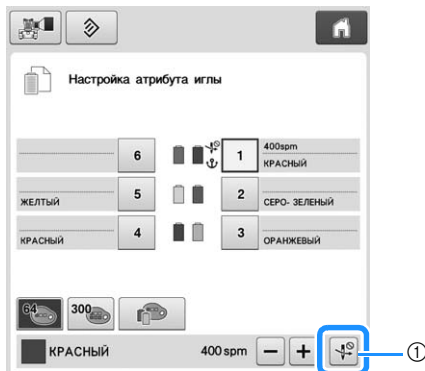 Настройка атрибута иглы
6
1
400spm
КРАСНЫЙ
ЖЕЛТЫЙ
5
2
СЕРО- ЗЕЛЕНЫЙ
КРАСНЫЙ
4
3
ОРАНЖЕВЫЙ
64
300
КРАСНЫЙ
400 spm
− +
①